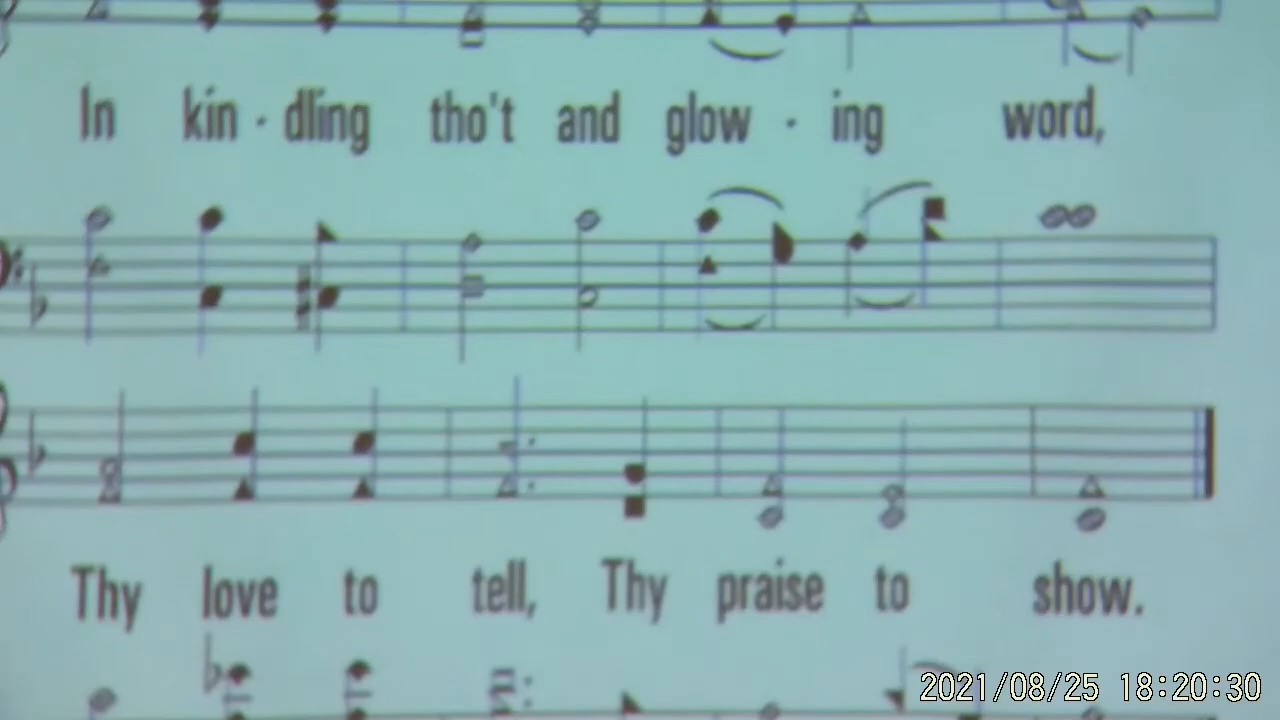 In kin · dling tho't and glow · ing word,
Thy love to tell, Thy praise to show.
2021/08/25 18:20:30